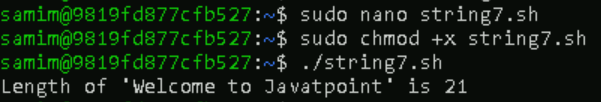 samim@9819fd877cfb527:~$ sudo nano string7.sh
samim@9819fd877cfb527:~$ sudo chmod +x string7.sh
samim@9819fd877cfb527:~$ ./string7.sh
Length of 'Welcome to Javatpoint' is 21